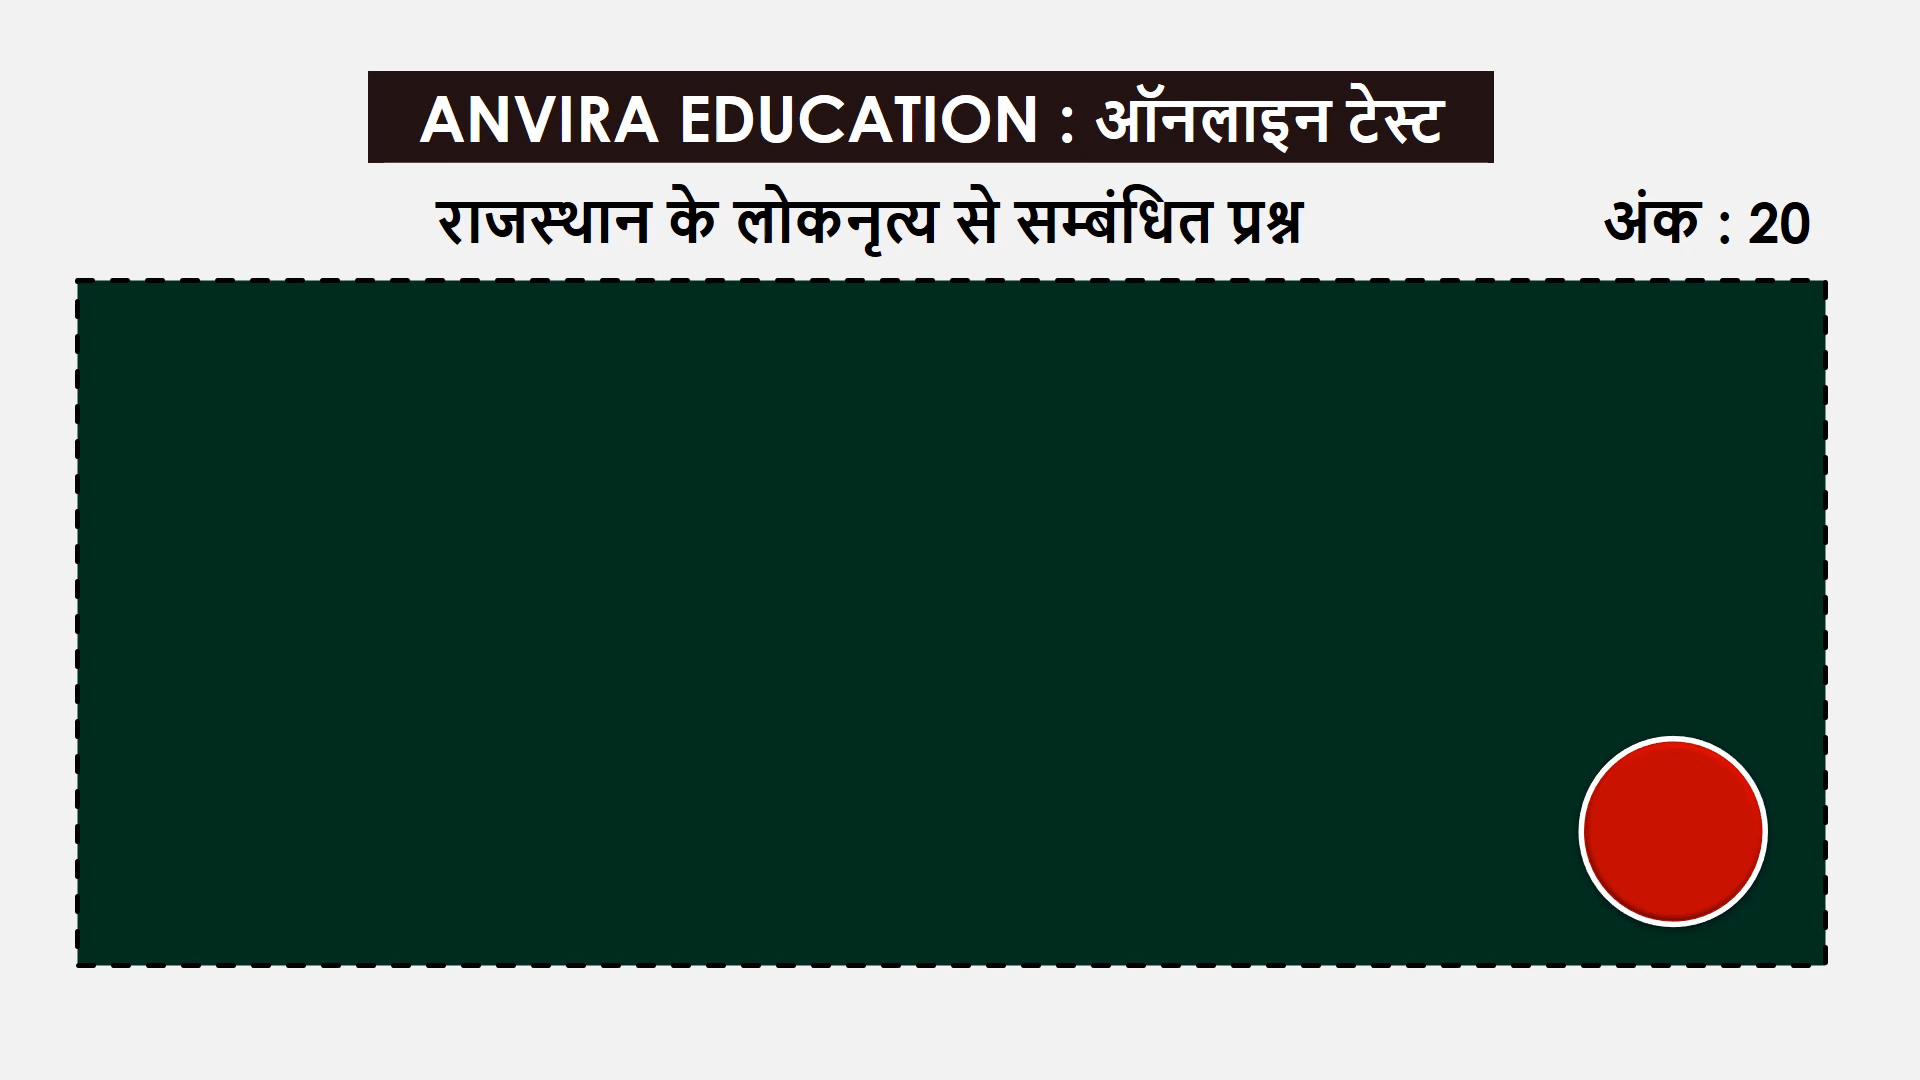 ANVIRA EDUCATION : ऑनलाइन टेस्ट
राजस्थान के लोकनृत्य से सम्बंधित प्रश्न अंक : 20